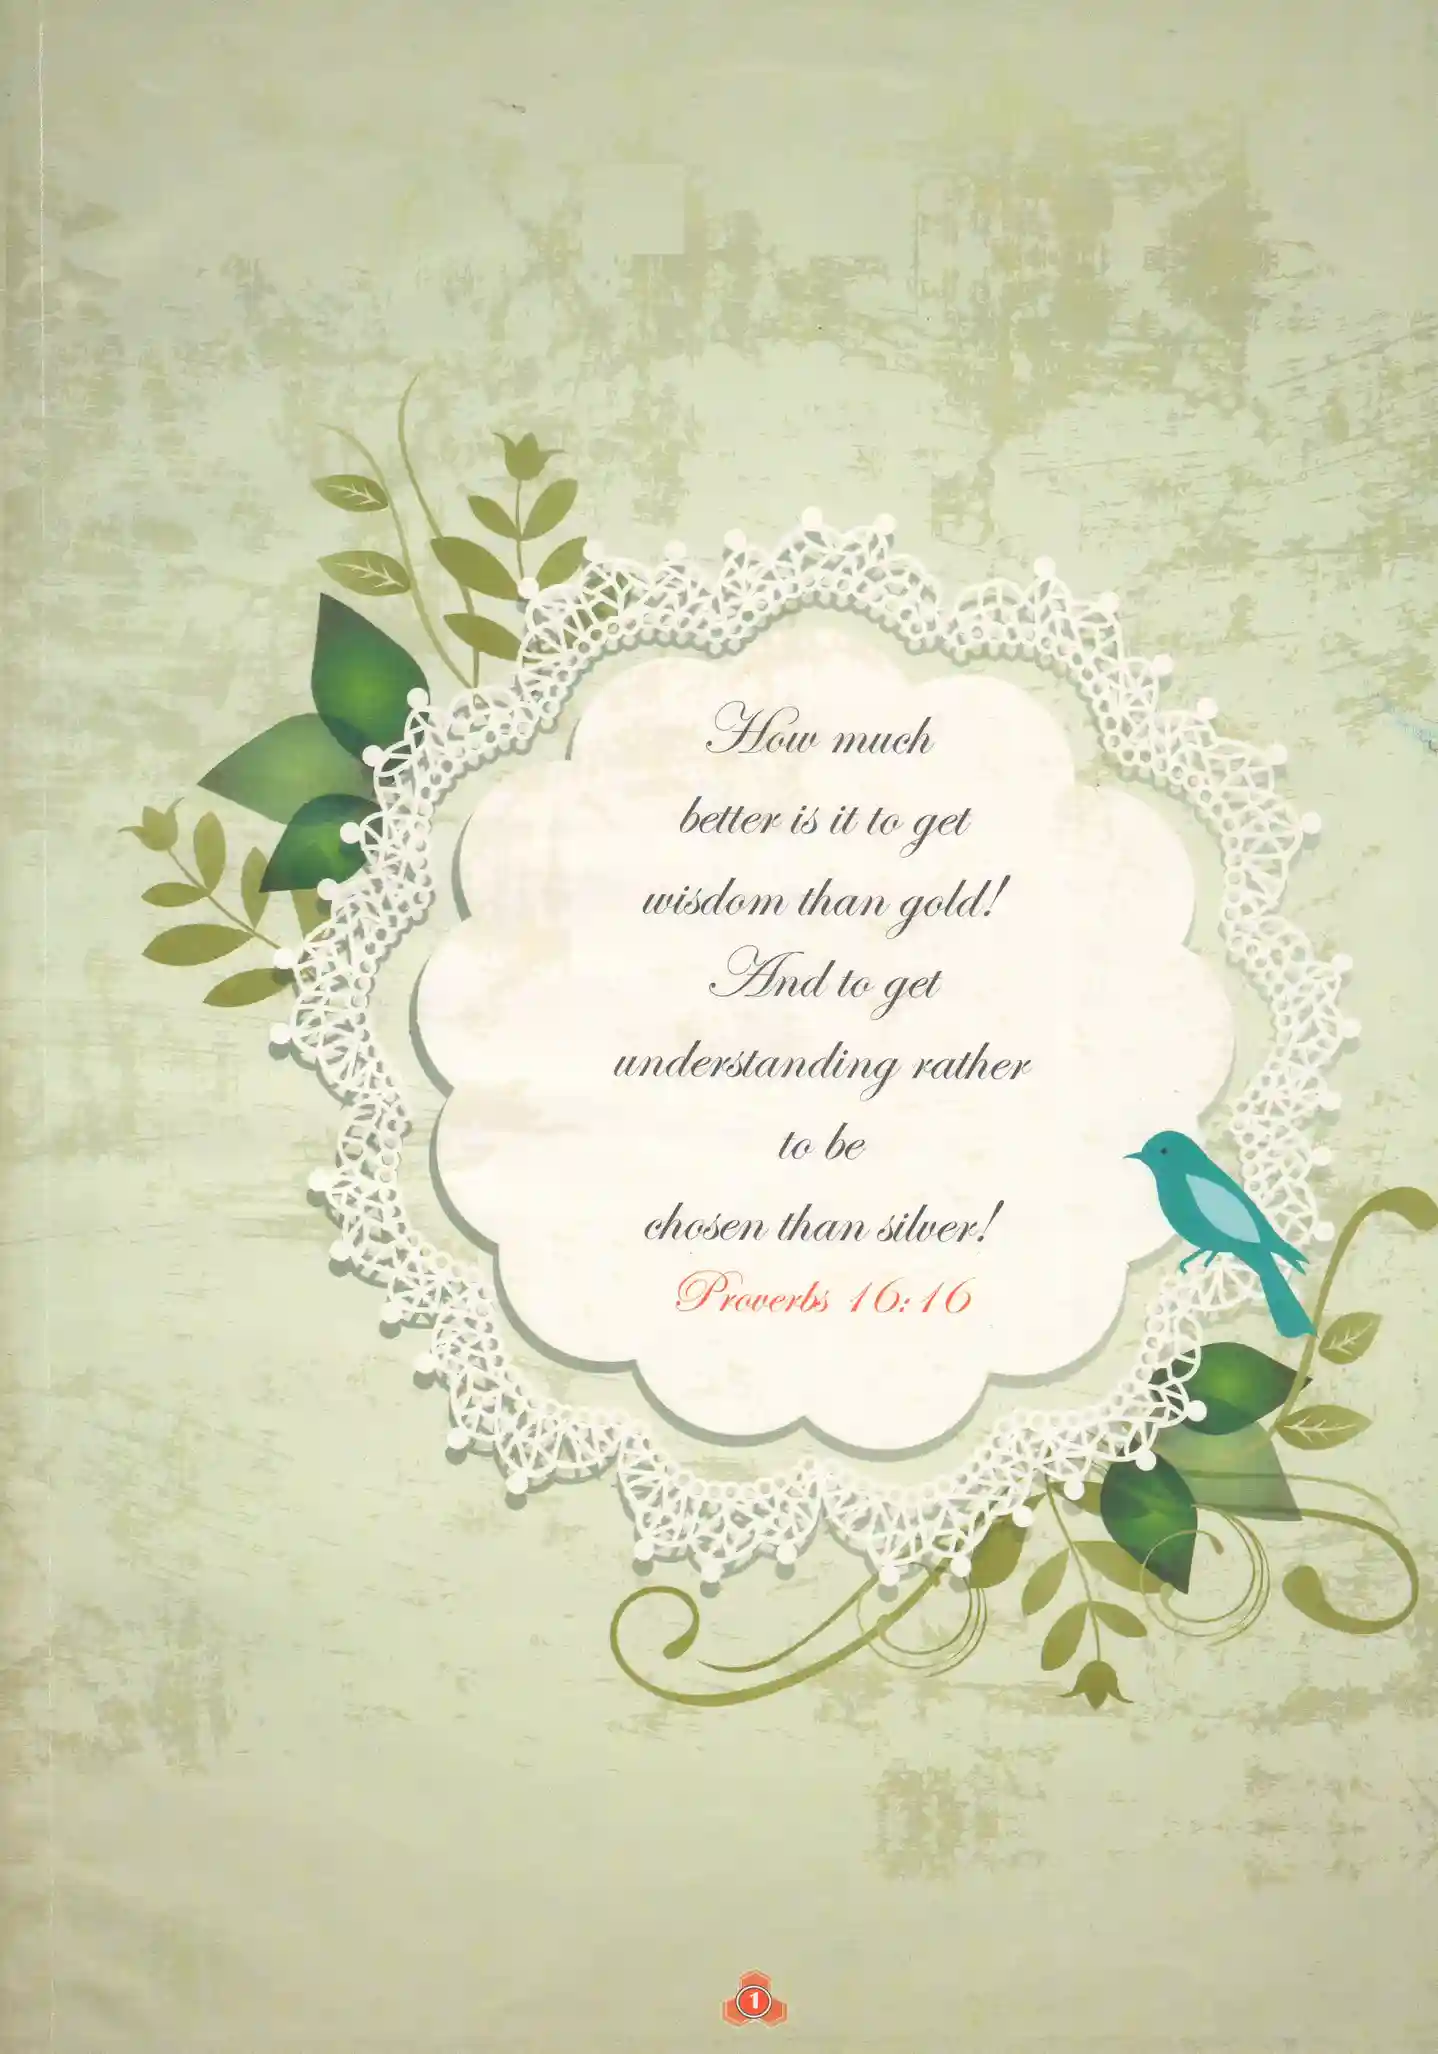 How much
better is it to get
wisdom than gold!
And to get
understanding rather
to be
chosen than silver!
Proverbs 16:16
1